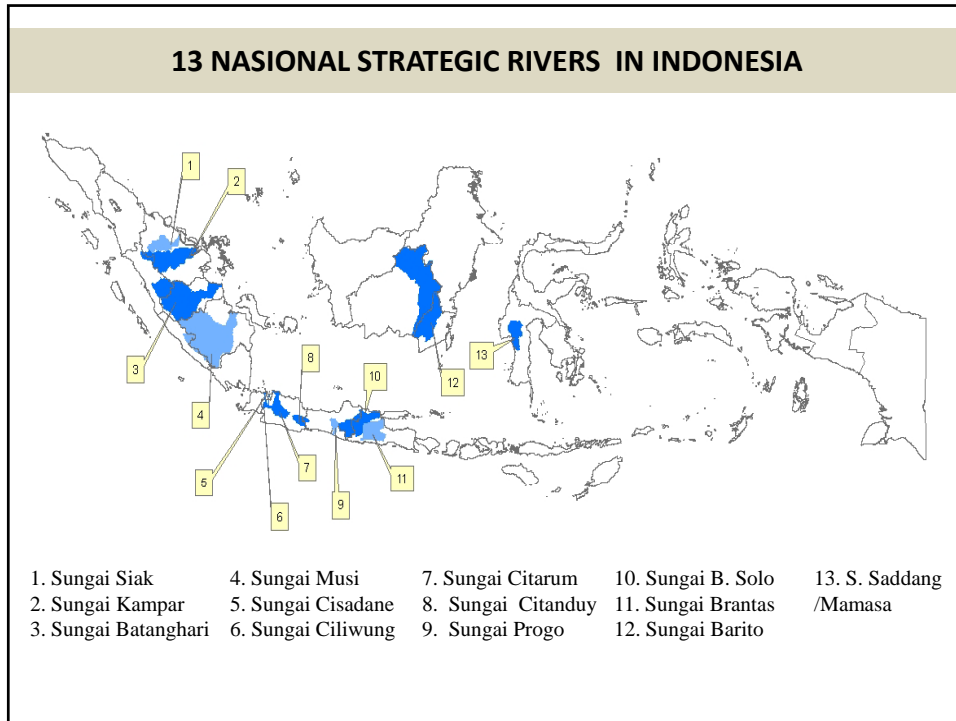 13 NASIONAL STRATEGIC RIVERS IN INDONESIA
1
2
3
4
5
6
7
8
9
10
11
12
13
1. Sungai Siak
2. Sungai Kampar
3. Sungai Batanghari
4. Sungai Musi
5. Sungai Cisadane
6. Sungai Ciliwung
7. Sungai Citarum
8. Sungai Citanduy
9. Sungai Progo
10. Sungai B. Solo
11. Sungai Brantas
12. Sungai Barito
13. S. Saddang
/Mamasa